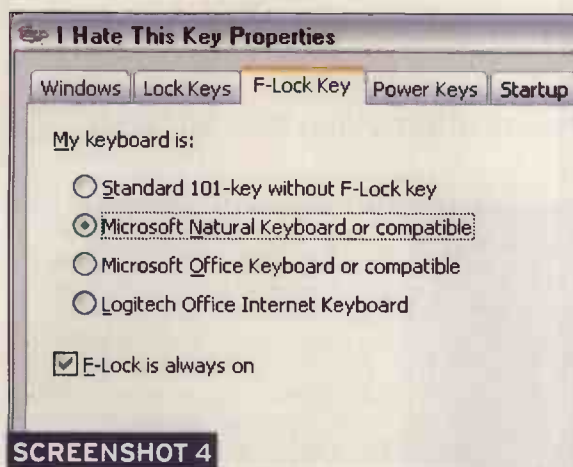 I Hate This Key Properties
Windows Lock Keys F-Lock Key Power Keys Startup
My keyboard is:
Standard 101-key without F-Lock key
Microsoft Natural Keyboard or compatible
Microsoft Office Keyboard or compatible
Logitech Office Internet Keyboard
F-Lock is always on
SCREENSHOT 4